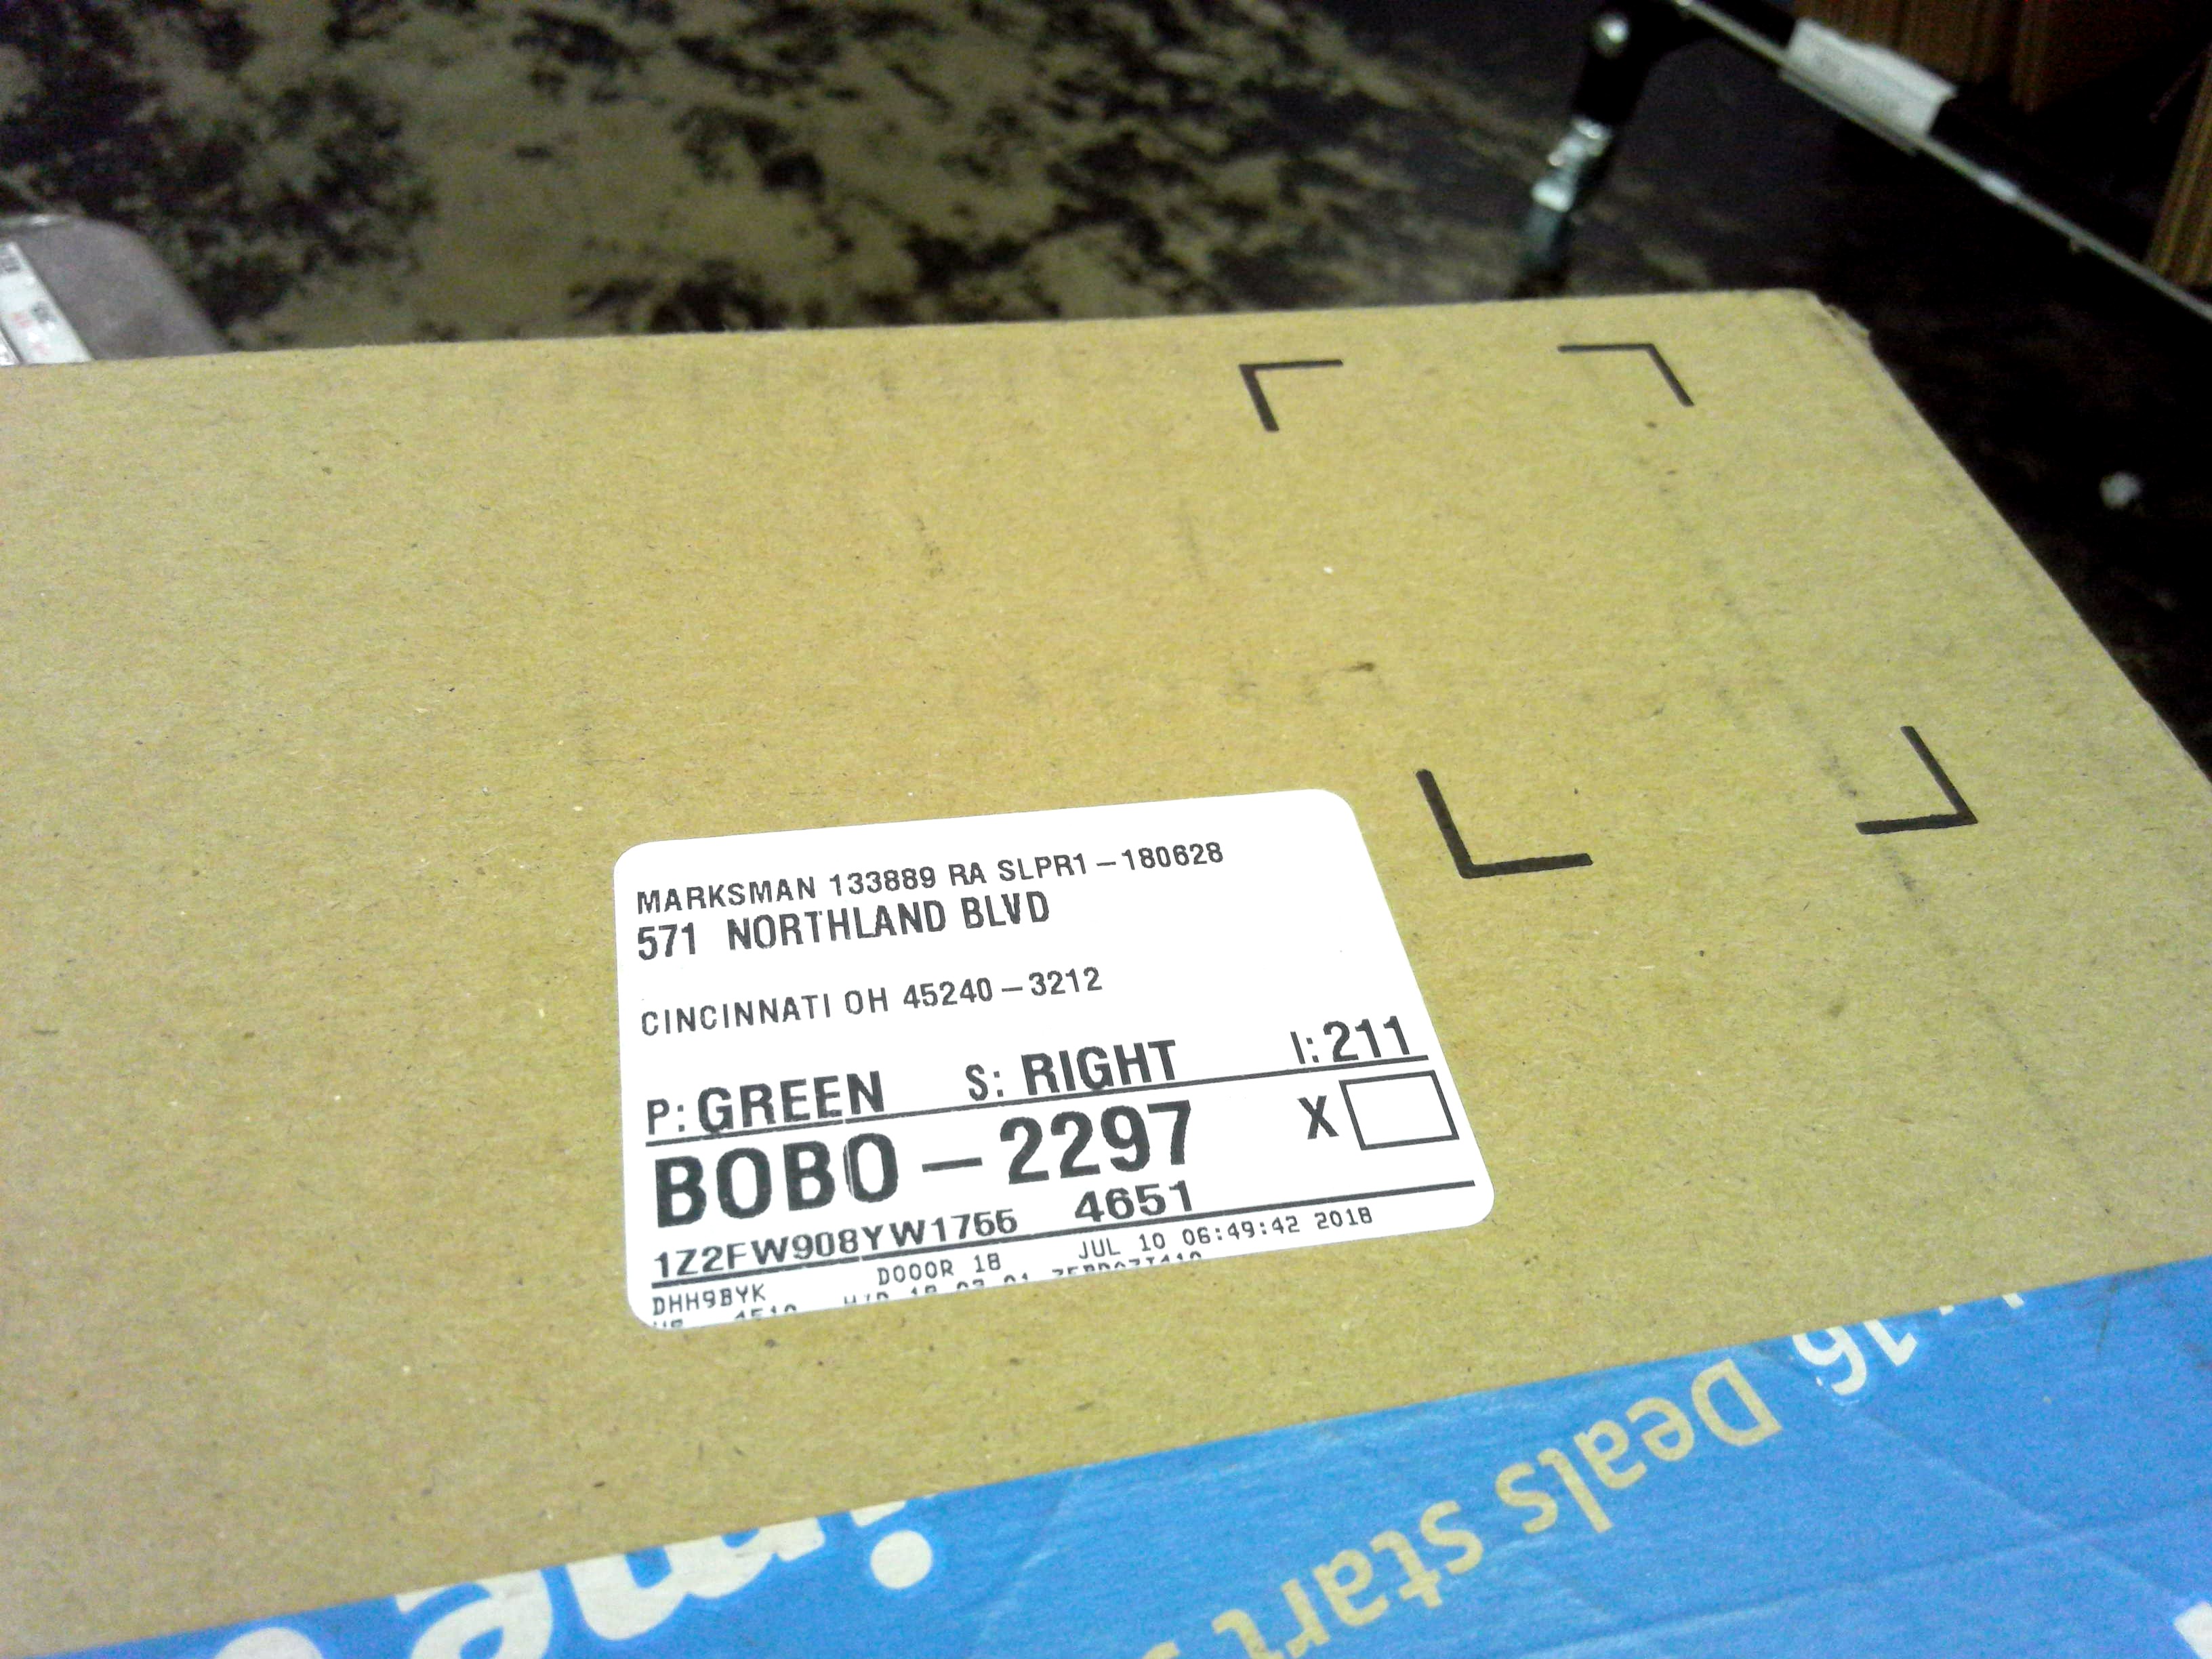 MARKSMAN 133889 RA SLPR1-180628
571 NORTHLAND BLVD
CINCINNATI OH 45240-3212
P: GREEN S: RIGHT I: 211
BOBO-2297 X
1Z2FW908YW1766 4651
DHH9BYK DOOOR 18 JUL 10 06:49:42 2018
16
Deals start